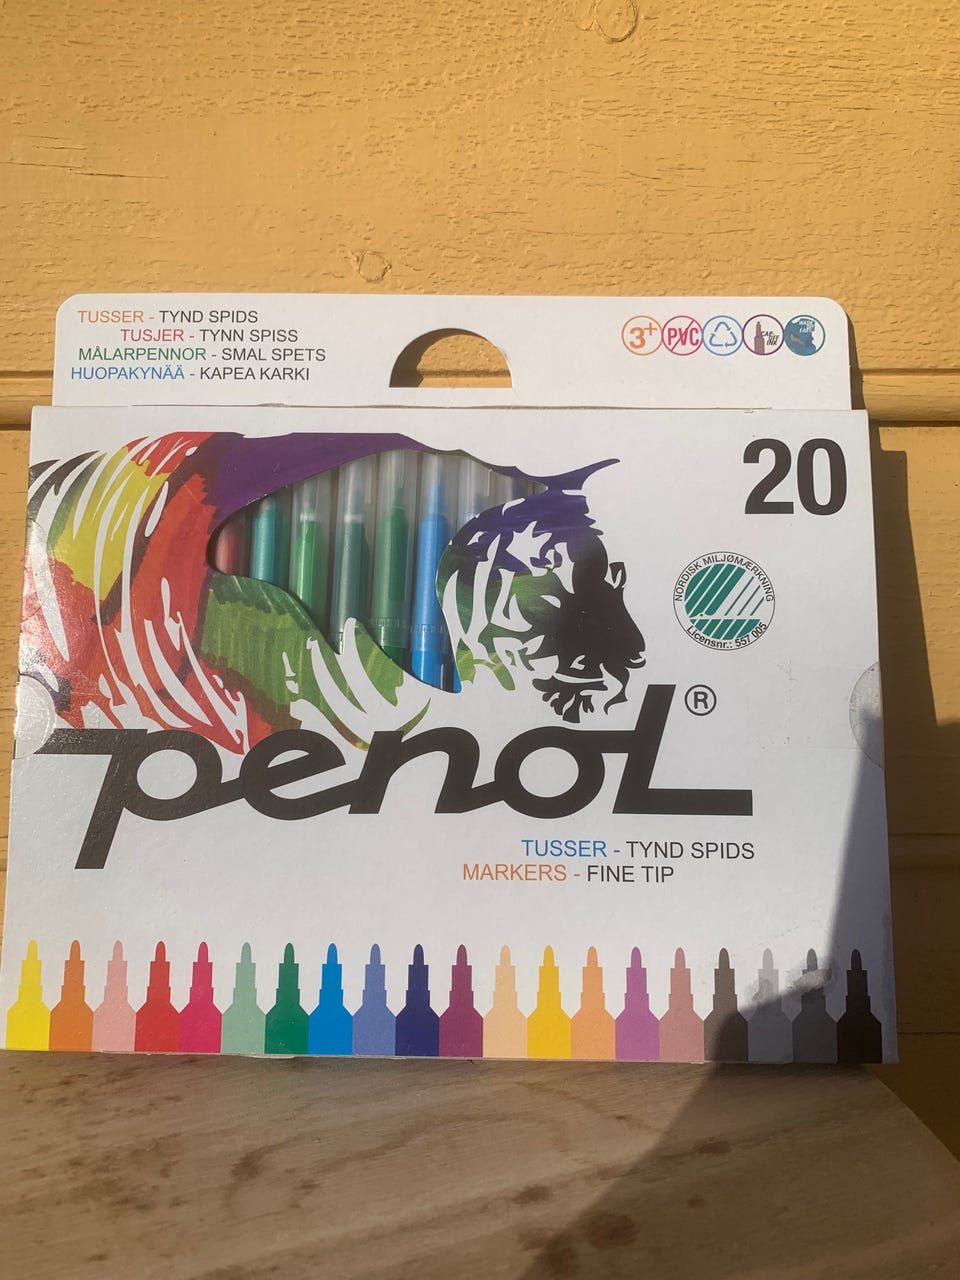 TUSSER - TYND SPIDS
TUSJER - TYNN SPISS
MÅLARPENNOR - SMAL SPETS
HUOPAKYNÄÄ - KAPEA KARKI
3+
PVC
20
NORDISK MILJØMÆRKNING
Licensnr.: 557 005
penol®
TUSSER - TYND SPIDS
MARKERS - FINE TIP